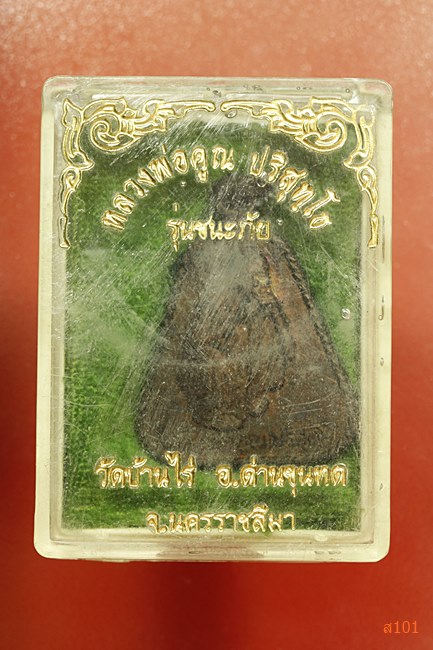 หลวงพ่อคูณ ปริสุทโธ
รุ่นชนะภัย
วัดบ้านไร่ อ.ด่านขุนทด
จ.นครราชสีมา
ส101